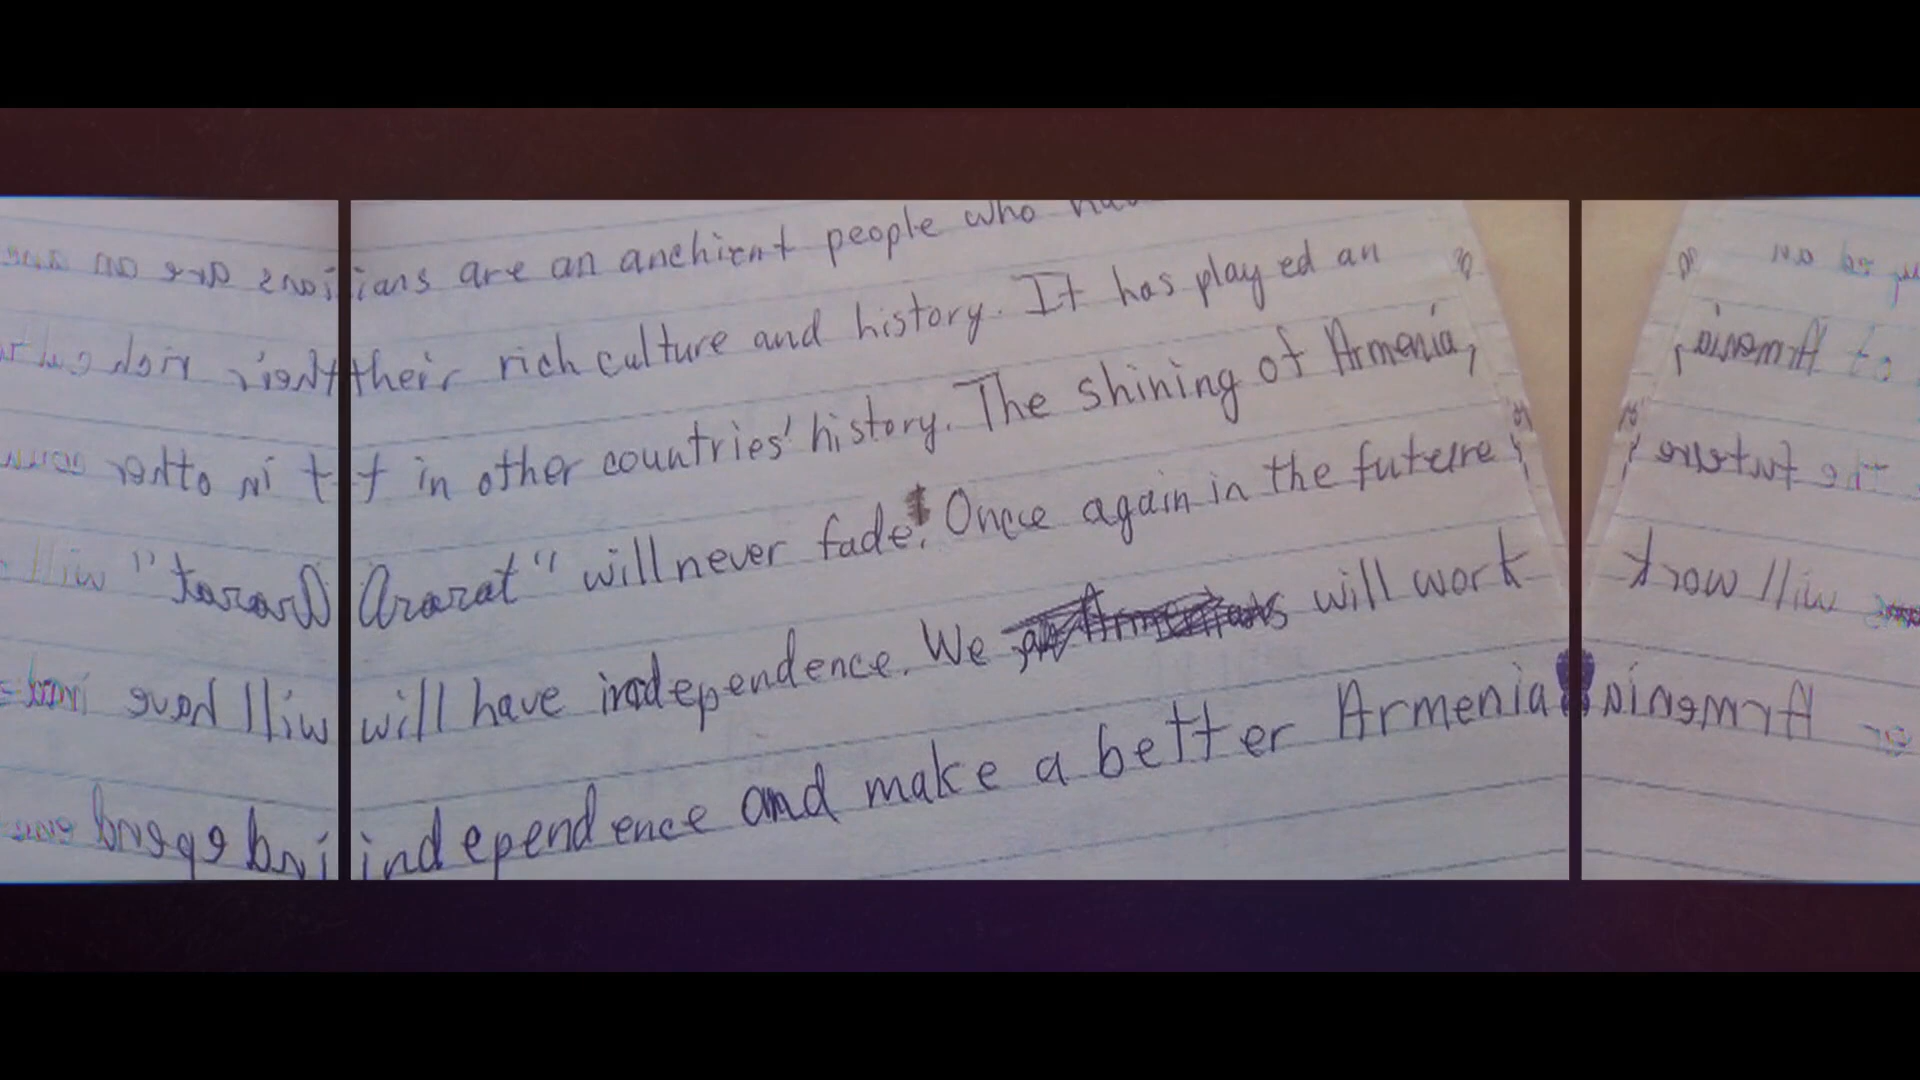 ians are an anchient people who
their rich culture and history. It has played an
t in other countries' history. The shining of Armenia,
Ararat" will never fade. Once again in the future
will have independence. We will work
independence and make a better Armenia